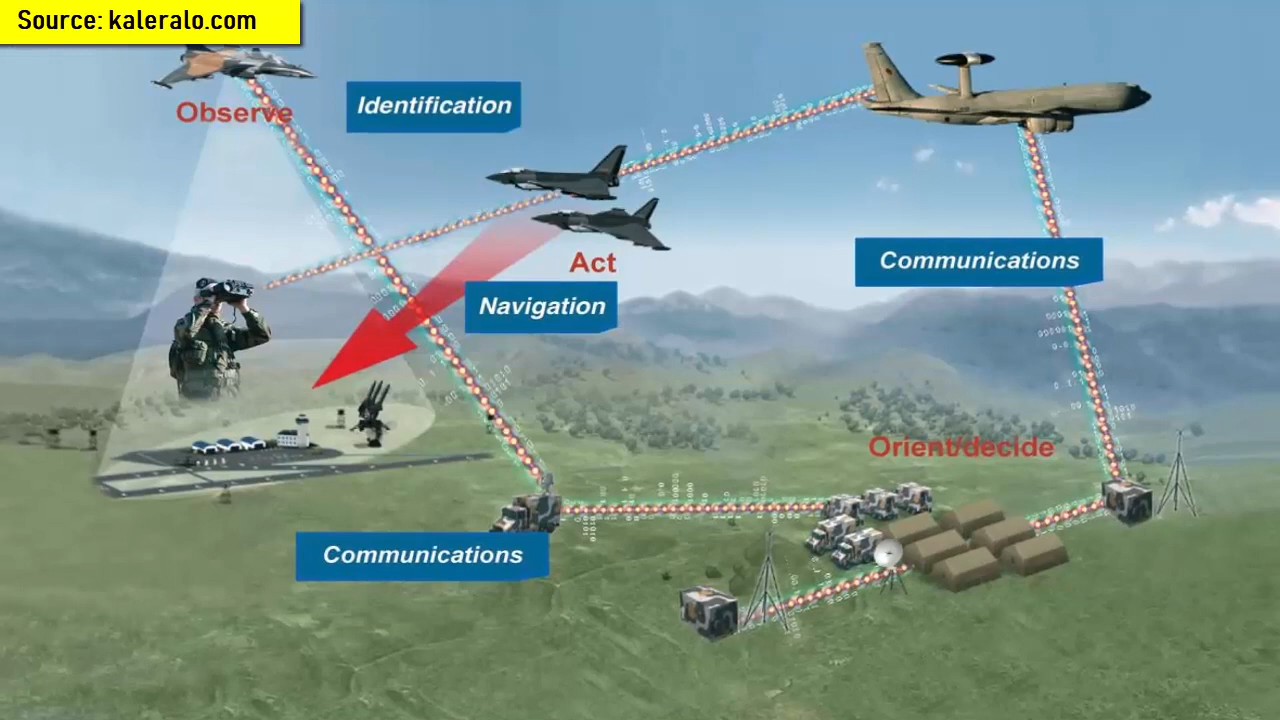 Source: kaleralo.com
Observe
Identification
Act
Navigation
Communications
Orient/decide
Communications